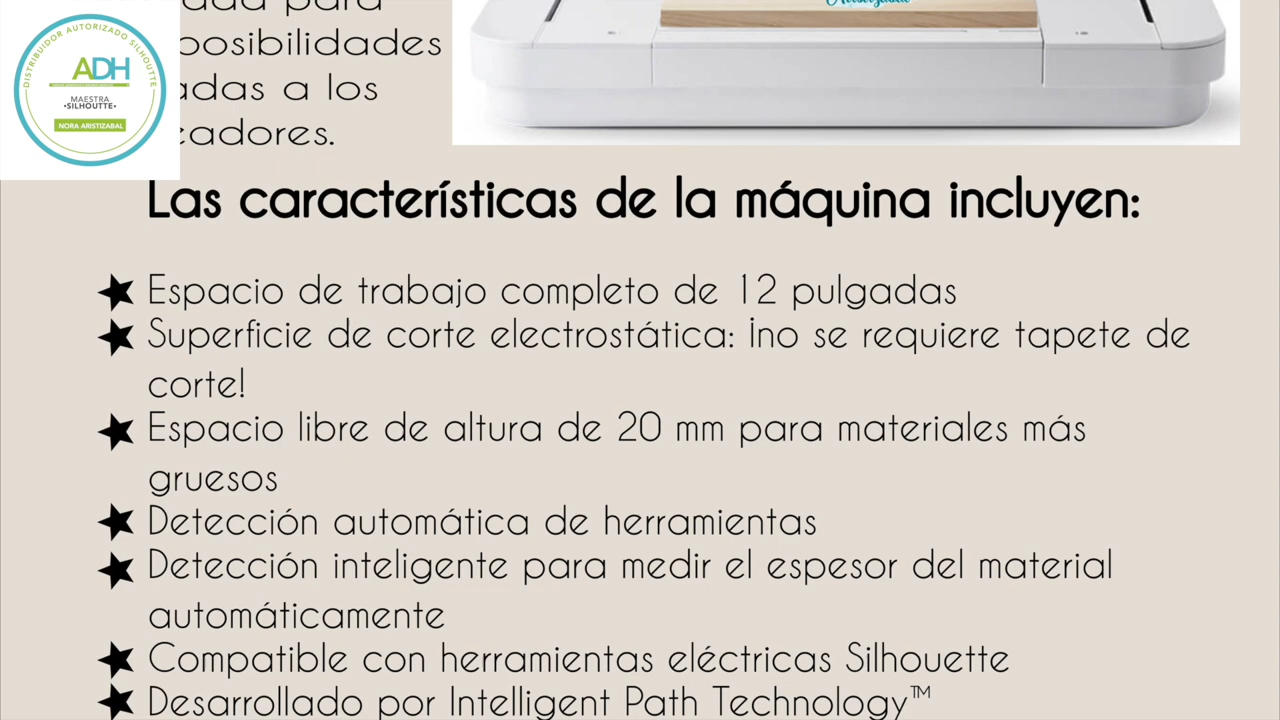 posibilidades
a los
DISTRIBUIDOR AUTORIZADO SILHOUTTE
ADH
MAESTRA
•SILHOUTTE•
NORA ARISTIZABAL
Las características de la máquina incluyen:
Espacio de trabajo completo de 12 pulgadas
Superficie de corte electrostática: ¡no se requiere tapete de
corte!
Espacio libre de altura de 20 mm para materiales más
gruesos
Detección automática de herramientas
Detección inteligente para medir el espesor del material
automáticamente
Compatible con herramientas eléctricas Silhouette
Desarrollado por Intelligent Path Technology™